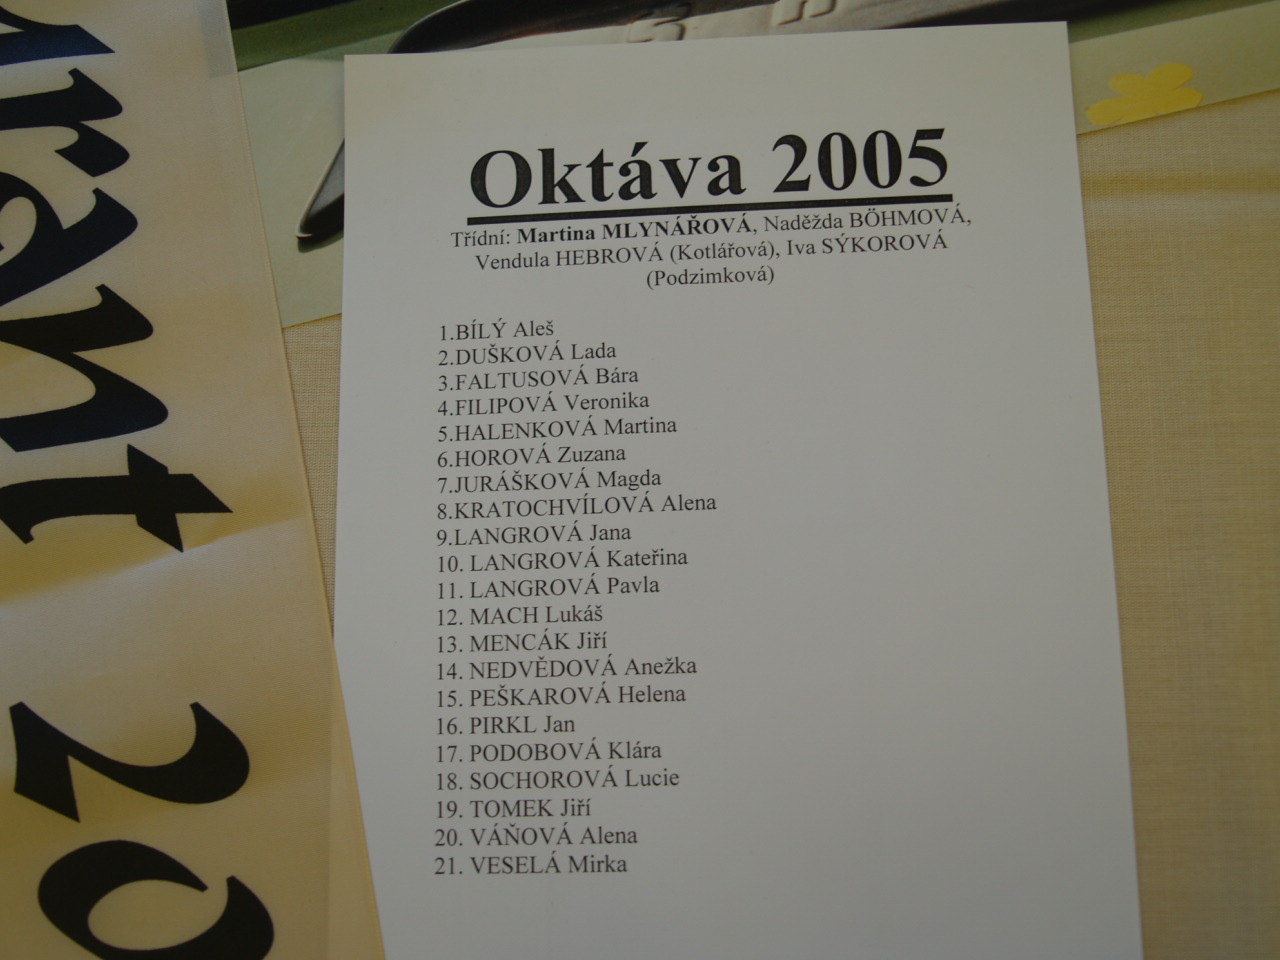 urant 20
Oktáva 2005
Třídní: Martina MLYNÁŘOVÁ, Naděžda BÖHMOVÁ,
Vendula HEBROVÁ (Kotlářová), Iva SÝKOROVÁ
(Podzimková)
1.BÍLÝ Aleš
2.DUŠKOVÁ Lada
3.FALTUSOVÁ Bára
4.FILIPOVÁ Veronika
5.HALENKOVÁ Martina
6.HOROVÁ Zuzana
7.JURÁŠKOVÁ Magda
8.KRATOCHVÍLOVÁ Alena
9.LANGROVÁ Jana
10. LANGROVÁ Kateřina
11. LANGROVÁ Pavla
12. MACH Lukáš
13. MENCÁK Jiří
14. NEDVĚDOVÁ Anežka
15. PEŠKAROVÁ Helena
16. PIRKL Jan
17. PODOBOVÁ Klára
18. SOCHOROVÁ Lucie
19. TOMEK Jiří
20. VÁŇOVÁ Alena
21. VESELÁ Mirka